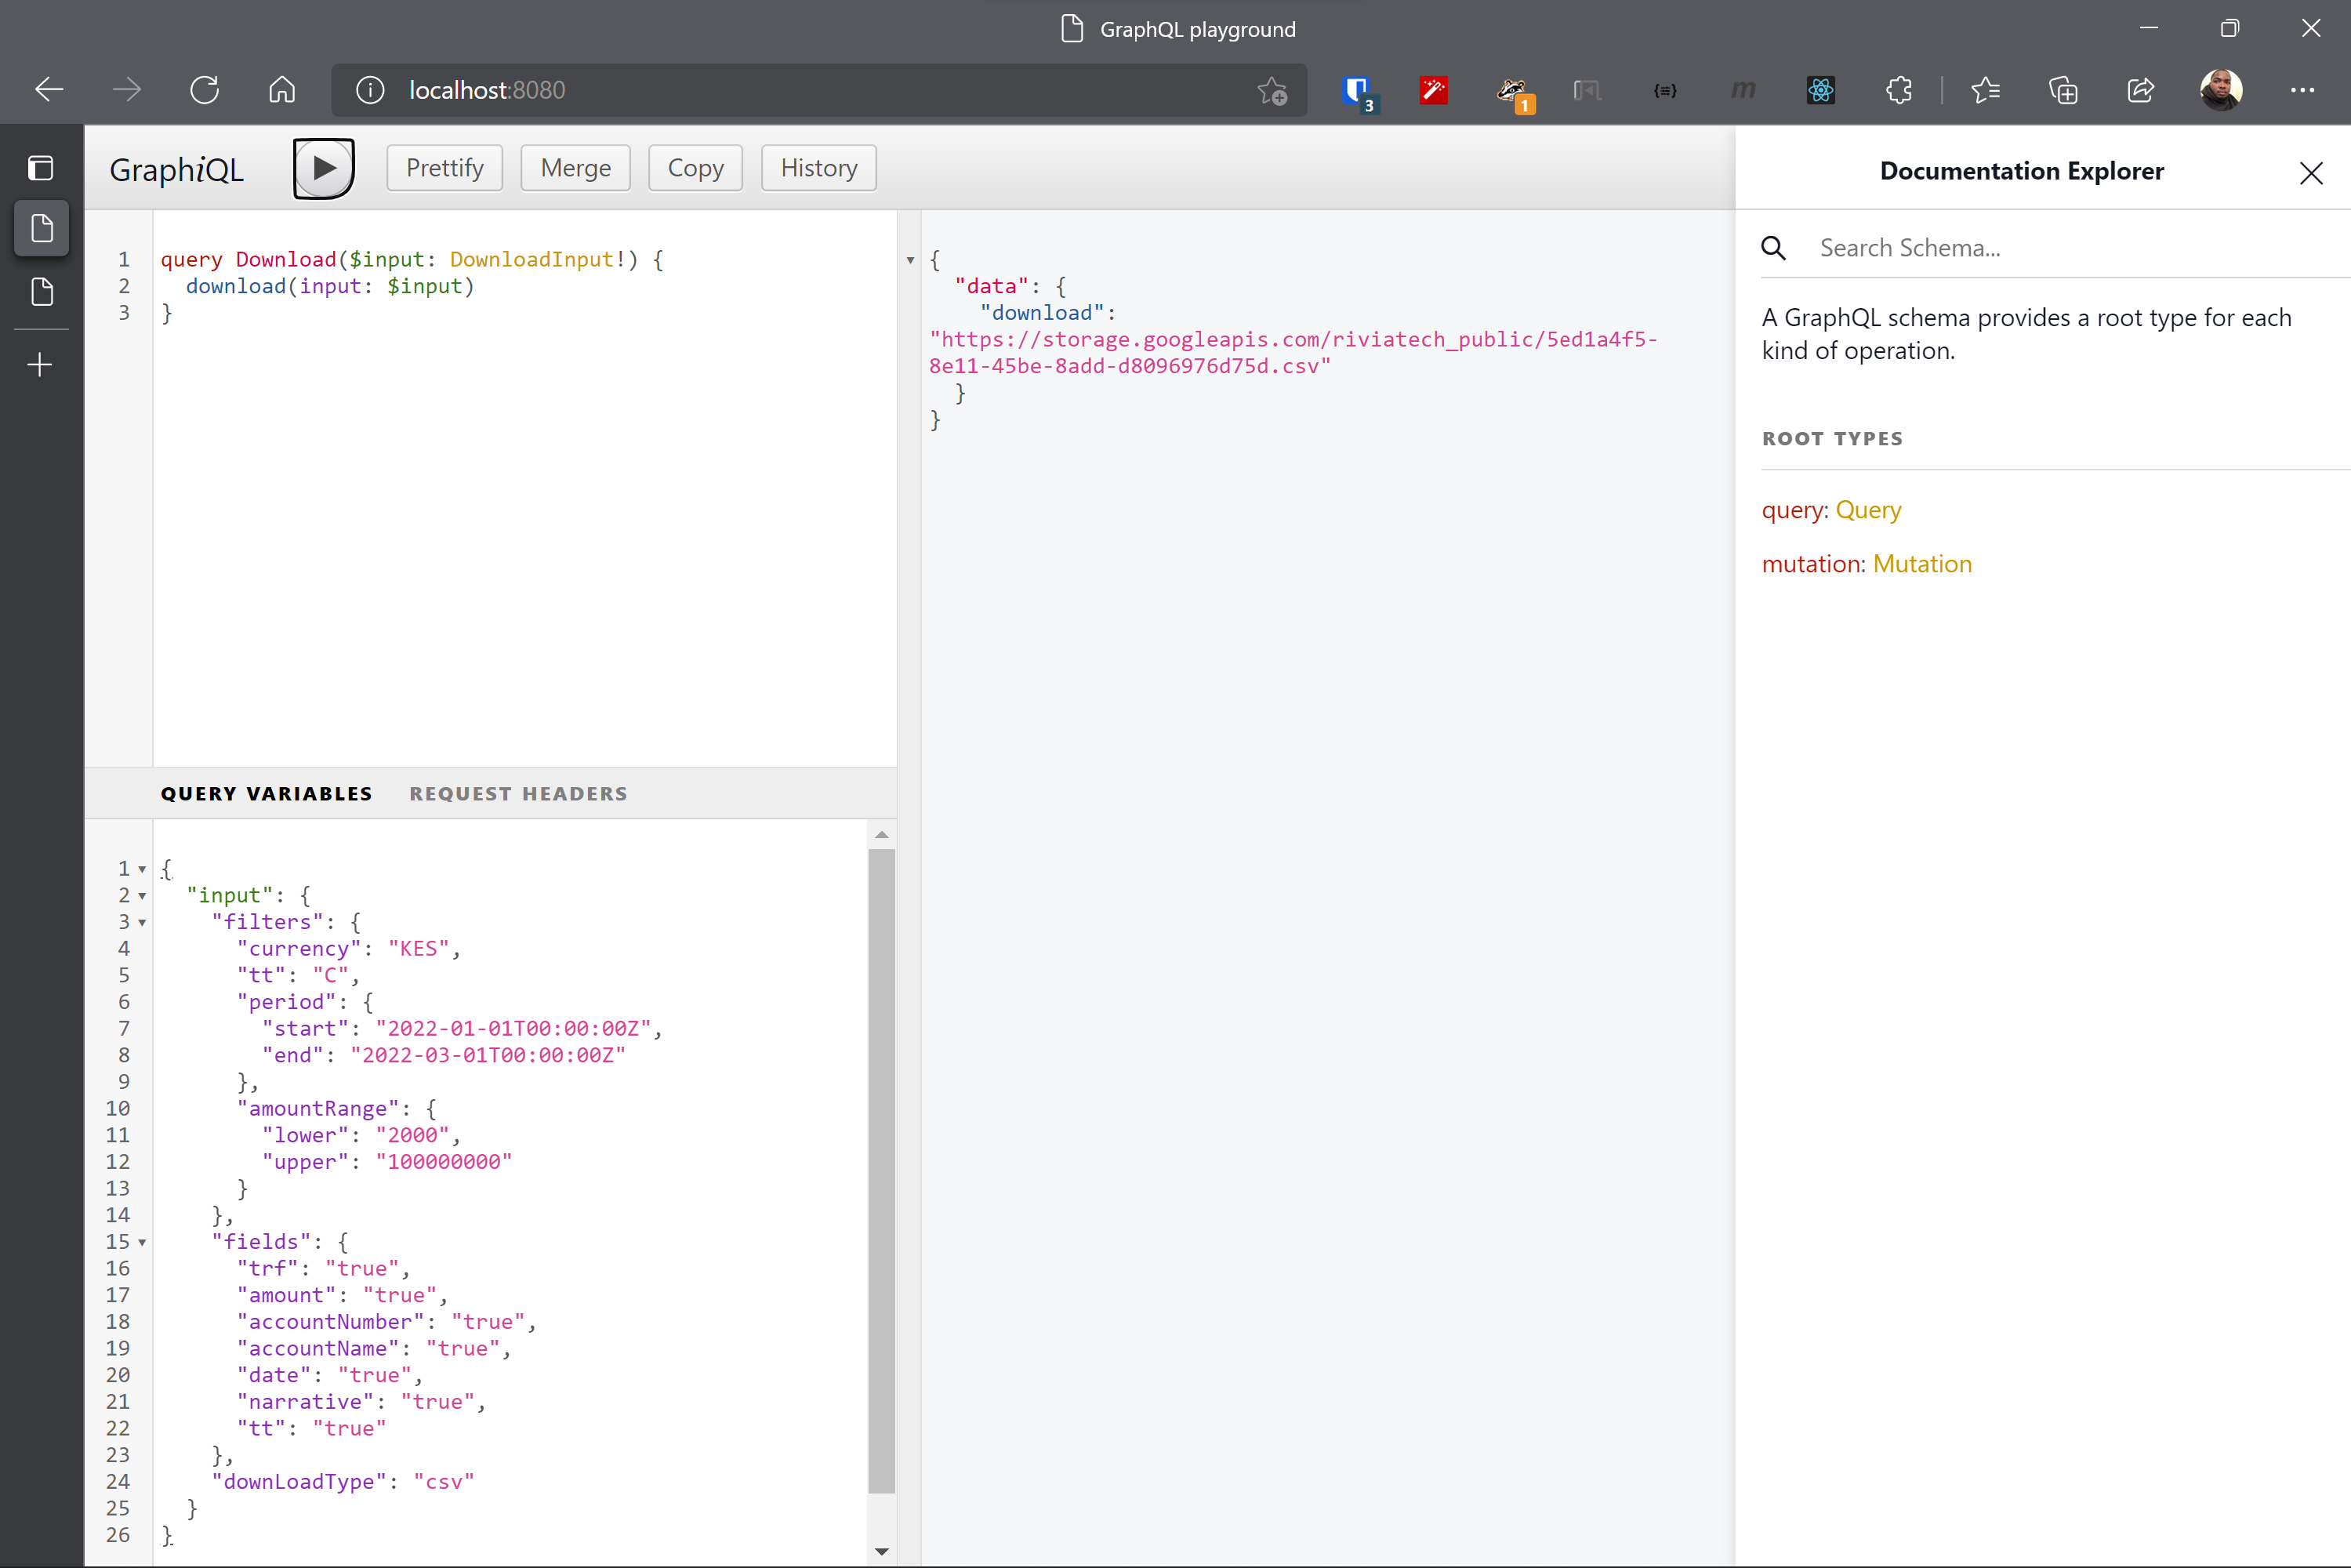 GraphQL playground
localhost:8080
3
1
m
GraphiQL
Prettify
Merge
Copy
History
1 query Download($input: DownloadInput!) {
2 download(input: $input)
3 }
QUERY VARIABLES
REQUEST HEADERS
1 {
2 "input": {
3 "filters": {
4 "currency": "KES",
5 "tt": "C",
6 "period": {
7 "start": "2022-01-01T00:00:00Z",
8 "end": "2022-03-01T00:00:00Z"
9 },
10 "amountRange": {
11 "lower": "2000",
12 "upper": "100000000"
13 }
14 },
15 "fields": {
16 "trf": "true",
17 "amount": "true",
18 "accountNumber": "true",
19 "accountName": "true",
20 "date": "true",
21 "narrative": "true",
22 "tt": "true"
23 },
24 "downLoadType": "csv"
25 }
26 }
{
"data": {
"download":
"https://storage.googleapis.com/riviatech_public/5ed1a4f5-
8e11-45be-8add-d8096976d75d.csv"
}
}
Documentation Explorer
Search Schema...
A GraphQL schema provides a root type for each
kind of operation.
ROOT TYPES
query: Query
mutation: Mutation